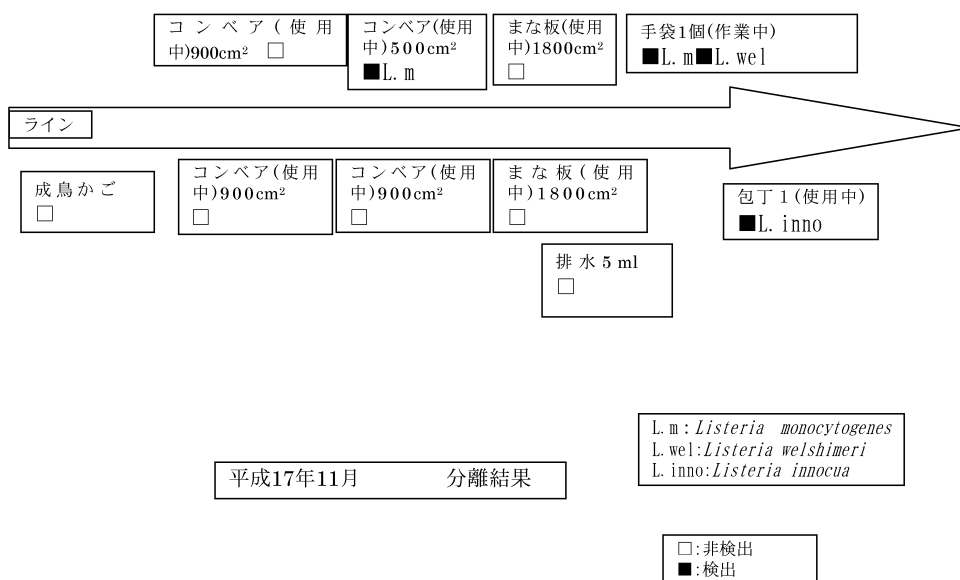 コンベア(使用
中)900cm² □
コンベア(使用
中)500cm²
■L.m
まな板(使用
中)1800cm²
□
手袋1個(作業中)
■L.m■L.wel
ライン
成鳥かご
□
コンベア(使用
中)900cm²
□
コンベア(使用
中)900cm²
□
まな板(使用
中)1800cm²
□
包丁1(使用中)
■L.inno
排水5ml
□
L.m:Listeria monocytogenes
L.wel:Listeria welshimeri
L.inno:Listeria innocua
平成17年11月 分離結果
□:非検出
■:検出